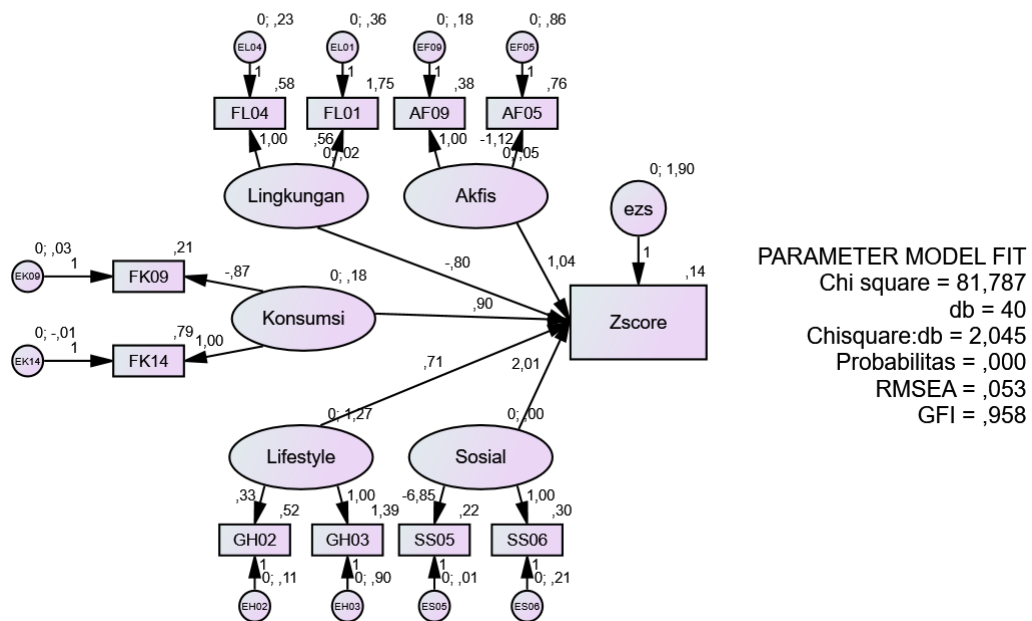 0; ,23
0; ,36
0; ,18
0; ,86
EL04
EL01
EF09
EF05
1
1
1
1
,58
1,75
,38
,76
FL04
FL01
AF09
AF05
1,00
,56
1,00
-1,12
0; ,02
0; ,05
Lingkungan
Akfis
0; 1,90
ezs
1
-,80
1,04
,14
Zscore
0; ,03
EK09
1
,21
FK09
-,87
0; ,18
Konsumsi
,90
0; -,01
EK14
1
,79
FK14
1,00
,71
2,01
0; 1,27
0; ,00
Lifestyle
Sosial
,33
1,00
-6,85
1,00
,52
1,39
,22
,30
GH02
GH03
SS05
SS06
1
1
1
1
0; ,11
0; ,90
0; ,01
0; ,21
EH02
EH03
ES05
ES06
PARAMETER MODEL FIT
Chi square = 81,787
db = 40
Chisquare:db = 2,045
Probabilitas = ,000
RMSEA = ,053
GFI = ,958